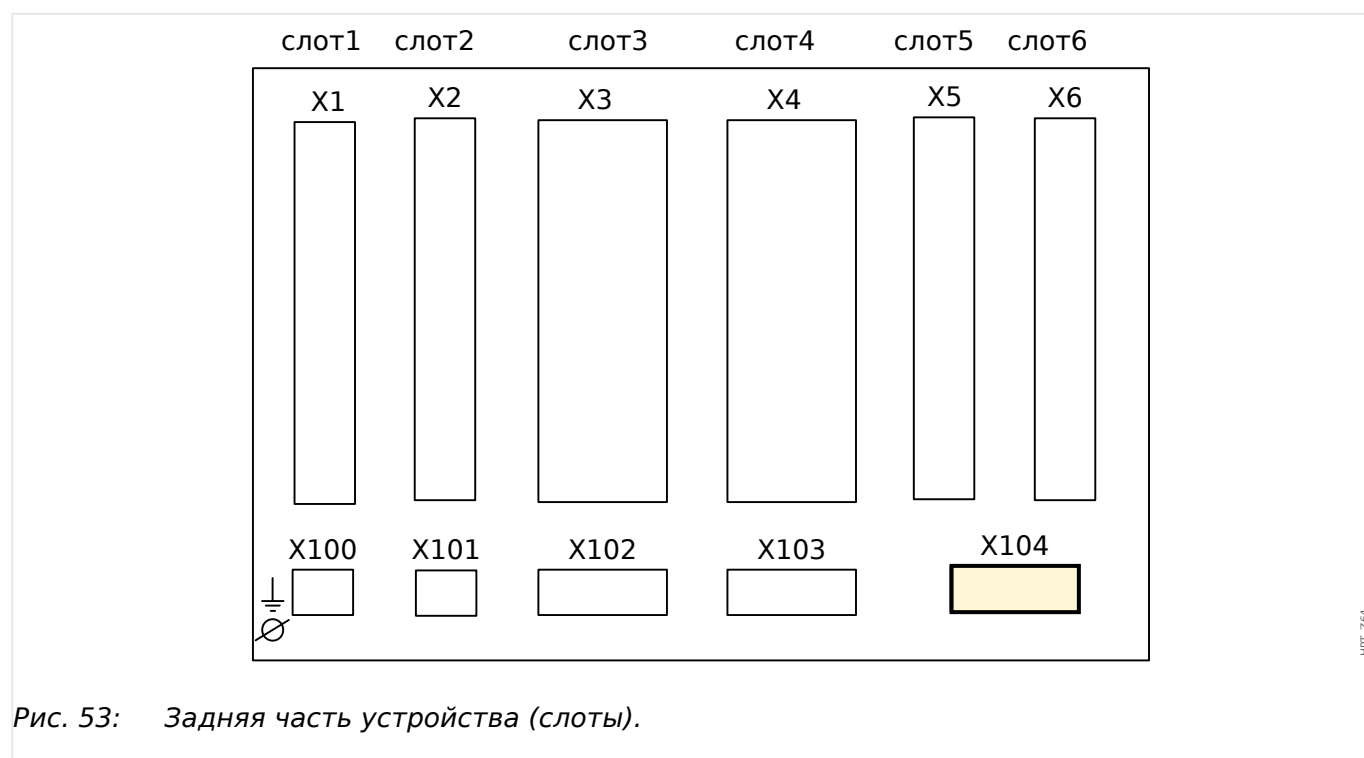 слот1 слот2 слот3 слот4 слот5 слот6
X1 X2 X3 X4 X5 X6
X100 X101 X102 X103 X104
Рис. 53: Задняя часть устройства (слоты).